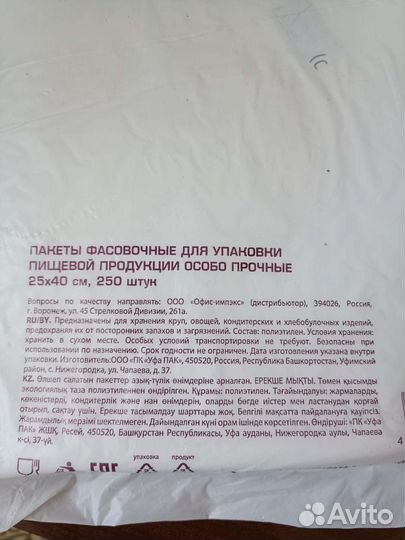 ПАКЕТЫ ФАСОВОЧНЫЕ ДЛЯ УПАКОВКИ
ПИЩЕВОЙ ПРОДУКЦИИ ОСОБО ПРОЧНЫЕ
25х40 см, 250 штук
Вопросы по качеству направлять: ООО «Офис-импэкс» (дистрибьютор), 394026, Россия,
г. Воронеж, ул. 45 Стрелковой Дивизии, 261а.
RU/BY. Предназначены для хранения круп, овощей, кондитерских и хлебобулочных изделий,
предохраняя их от посторонних запахов и загрязнений. Состав: полиэтилен. Условия хранения:
хранить в сухом месте. Особых условий транспортировки не требуют. Безопасны при
использовании по назначению. Срок годности не ограничен. Дата изготовления указана внутри
упаковки.Изготовитель:ООО «ПК «Уфа ПАК», 450520, Россия, Республика Башкортостан, Уфимский
район, с. Нижегородка, ул. Чапаева, д. 37.
KZ. Өлшеп салатын пакеттер азық-түлік өнімдеріне арналған. ЕРЕКШЕ МЫҚТЫ. Төмен қысымды
экологиялық таза полиэтиленнен өндірілген. Құрамы: полиэтилен. Тағайындалуы: жармаларды,
көкөністерді, кондитерлік және нан өнімдерін, оларды бөгде иістер мен ластанудан қорғай
отырып, сақтау үшін. Ерекше тасымалдау шарттары жоқ. Белгілі мақсатта пайдалануға қауіпсіз.
Жарамдылық мерзімі шектелмеген. Дайындалған күні орам ішінде көрсетілген. Өндіруші: «ПК «Уфа
ПАК» ЖШҚ, Ресей, 450520, Башқұрстан Республикасы, Уфа ауданы, Нижегородка ауылы, Чапаева
к-сі, 37-үй.
упаковка продукт
EAC
4
Avito